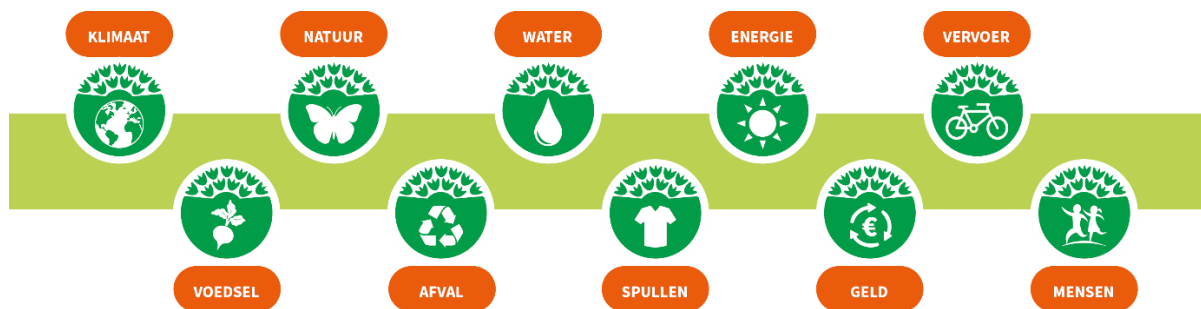 KLIMAAT
NATUUR
WATER
ENERGIE
VERVOER
€
VOEDSEL
AFVAL
SPULLEN
GELD
MENSEN